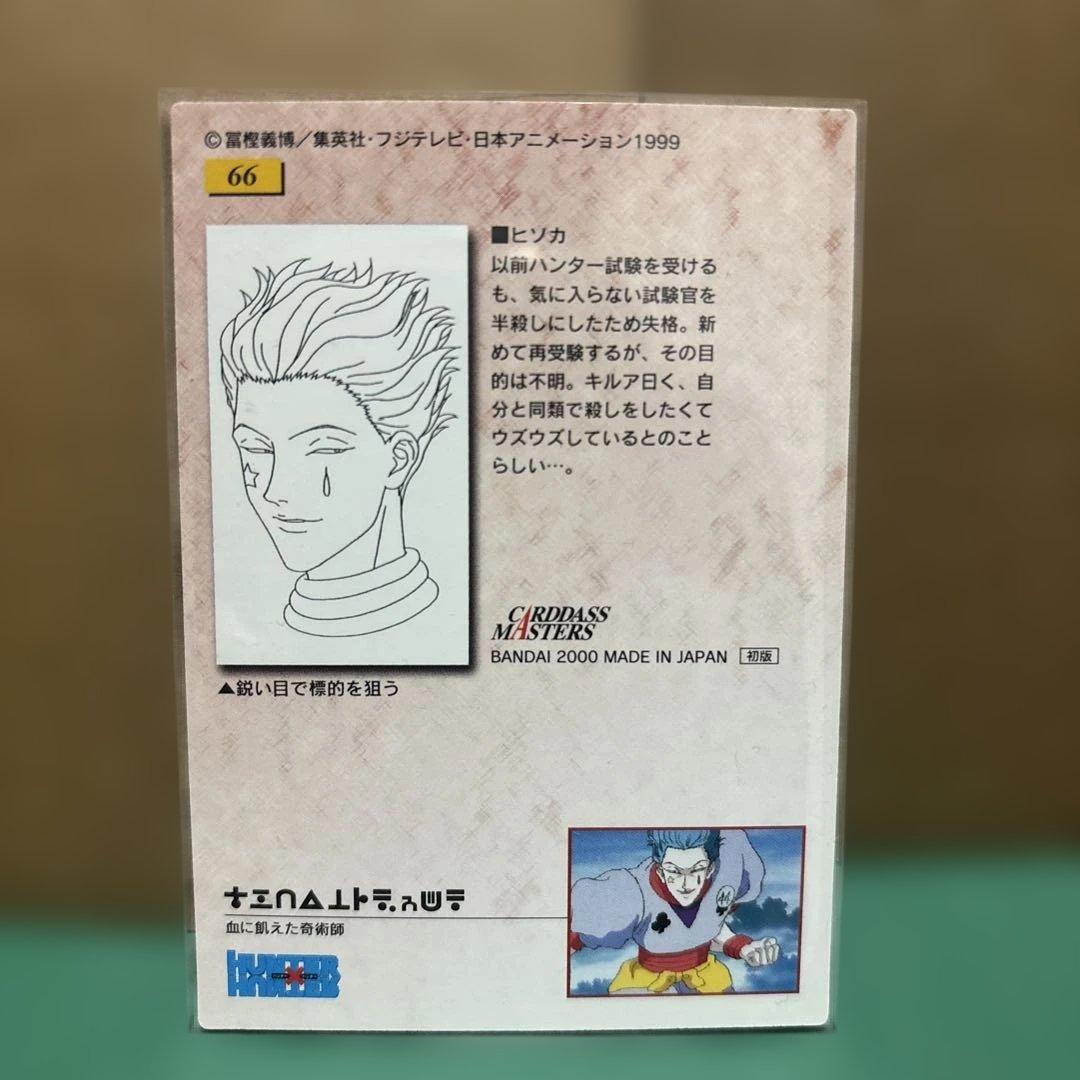 ©冨樫義博／集英社・フジテレビ・日本アニメーション1999
66
■ヒソカ
以前ハンター試験を受ける
も、気に入らない試験官を
半殺しにしたため失格。新
めて再受験するが、その目
的は不明。キルア曰く、自
分と同類で殺しをしたくて
ウズウズしているとのこと
らしい…。
CARDDASS
MASTERS
BANDAI 2000 MADE IN JAPAN 初版
▲鋭い目で標的を狙う
血に飢えた奇術師
HUNTER
HUNTER
44